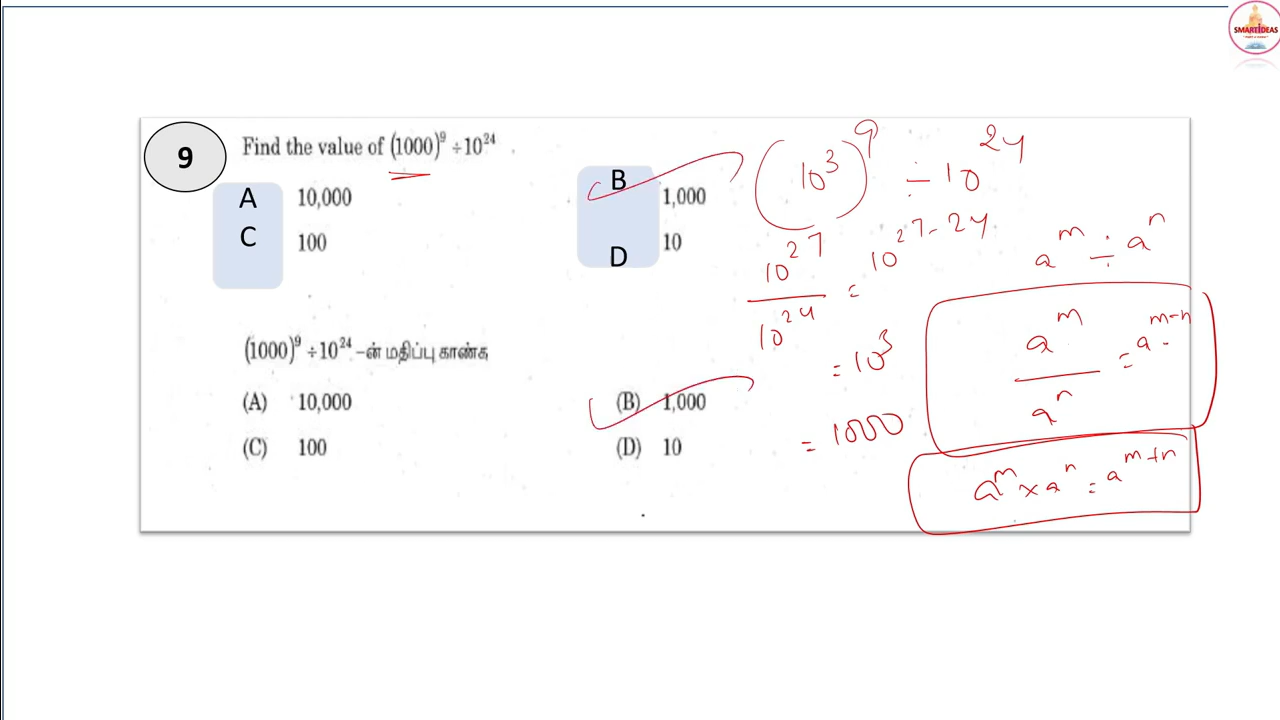 SMARTIDEAS
9
Find the value of (1000)⁹ ÷10²⁴
A 10,000
B 1,000
C 100
D 10
(1000)⁹ ÷10²⁴ -ன் மதிப்பு காண்க
(A) 10,000
(B) 1,000
(C) 100
(D) 10
(10³)⁹ ÷ 10²⁴
10²⁷ / 10²⁴ = 10²⁷⁻²⁴
= 10³
= 1000
aᵐ ÷ aⁿ
aᵐ / aⁿ = aᵐ⁻ⁿ
aᵐ × aⁿ = aᵐ⁺ⁿ